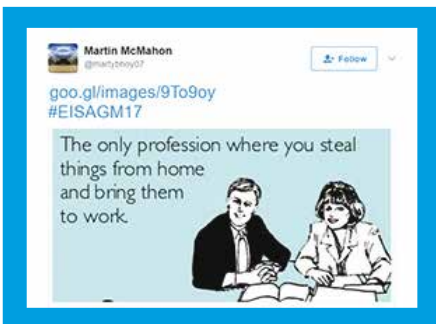 Martin McMahon
@martybhoy07
Follow
goo.gl/images/9To9oy
#EISAGM17
The only profession where you steal
things from home
and bring them
to work.